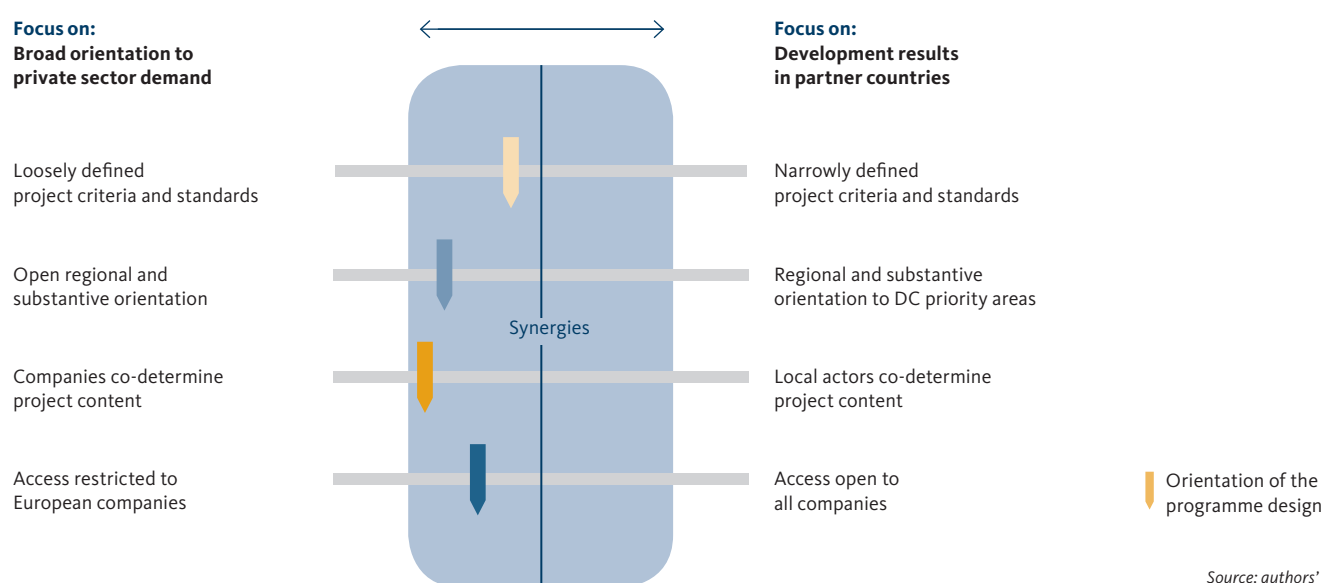 Focus on:
Broad orientation to
private sector demand
Focus on:
Development results
in partner countries
Loosely defined
project criteria and standards
Narrowly defined
project criteria and standards
Open regional and
substantive orientation
Regional and substantive
orientation to DC priority areas
Synergies
Companies co-determine
project content
Local actors co-determine
project content
Access restricted to
European companies
Access open to
all companies
Orientation of the
programme design
Source: authors'